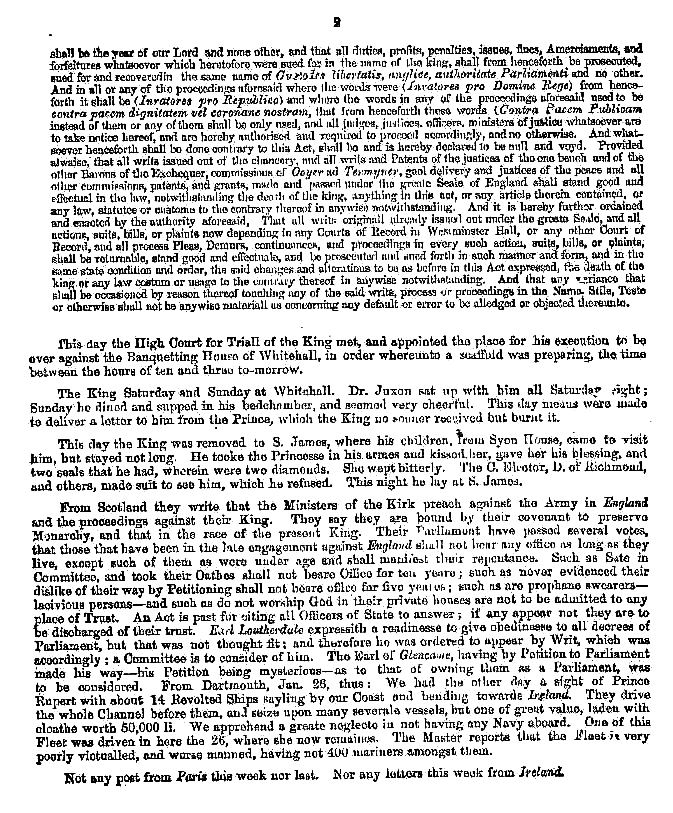 2
shall be the year of our Lord and none other, and that all duties, profits, penalties, issues, fines, Amerciaments, and
forfeitures whatsoever which heretofore were sued for in the name of the king, shall from henceforth be prosecuted,
sued for and recoveredin the same name of Custoies libertatis, anglice, authoritate Parliamenti and no other.
And in all or any of the proceedings aforesaid where the words were (Iuratores pro Domino Rege) from hence-
forth it shall be (Iuratores pro Republico) and where the words in any of the proceedings aforesaid used to be
contra pacem dignitatem vel coronane nostram, that from henceforth these words (Contra Pacem Publicam
instead of them or any of them shall be only used, and all judges, justices, officers, ministers of justice whatsoever are
to take notice hereof, and are hereby authorised and required to proceed accordingly, and no otherwise. And what-
soever henceforth shall be done contrary to this Act, shall be and is hereby declared to be null and voyd. Provided
alwaise, that all writs issued out of the chancery, and all writs and Patents of the justices of the one bench and of the
other Barons of the Exchequer, commissions of Ooyer ad Termyner, gaol delivery and justices of the peace and all
other commissions, patents, and grants, made and passed under the greate Seale of England shall stand good and
effectual in the law, notwithstanding the death of the king, anything in this act, or any article therein contained, or
any law, statutes or custome to the contrary thereof in anywise notwithstanding. And it is hereby further ordained
and enacted by the authority aforesaid, That all writs original already issued out under the greate Seale, and all
actions, suits, bills, or plaints now depending in any Courts of Record in Westminster Hall, or any other Court of
Record, and all process Pleas, Demurs, continuances, and proceedings in every such action, suits, bills, or plaints,
shall be returnable, stand good and effectuale, and be prosecuted and sued forth in such manner and form, and in the
same state condition and order, the said changes and alterations to be as before in this Act expressed, the death of the
king or any law costum or usage to the contrary thereof in anywise notwithstanding. And that any variance that
shall be occasioned by reason thereof touching any of the said writs, process or proceedings in the Name, Stile, Teste
or otherwise shall not be anywise materiall as concerning any default or error to be alledged or objected thereunto.
This day the High Court for Triall of the King met, and appointed the place for his execution to be
over against the Banquetting House of Whitehall, in order whereunto a scaffold was preparing, the time
between the hours of ten and three to-morrow.
The King Saturday and Sunday at Whitehall. Dr. Juxon sat up with him all Saturday night;
Sunday he dined and supped in his bedchamber, and seemed very cheerful. This day means were made
to deliver a letter to him from the Prince, which the King no sooner received but burnt it.
This day the King was removed to S. James, where his children, from Syon House, came to visit
him, but stayed not long. He tooke the Princesse in his armes and kissed her, gave her his blessing, and
two seals that he had, wherein were two diamonds. She wept bitterly. The C. Elector, D. of Richmond,
and others, made suit to see him, which he refused. This night he lay at S. James.
From Scotland they write that the Ministers of the Kirk preach against the Army in England
and the proceedings against their King. They say they are bound by their covenant to preserve
Monarchy, and that in the race of the present King. Their Parliament have passed several votes,
that those that have been in the late engagement against England shall not bear any office as long as they
live, except such of them as were under age and shall manifest their repentance. Such as Sate in
Committee, and took their Oathes shall not beare Office for ten years; such as never evidenced their
dislike of their way by Petitioning shall not beare office for five yeares; such as are prophane swearers—
lacivious persons—and such as do not worship God in their private houses are not to be admitted to any
place of Trust. An Act is past for citing all Officers of State to answer; if any appear not they are to
be discharged of their trust. Earl Loutherdale expressith a readinesse to give obedinesse to all decrees of
Parliament, but that was not thought fit; and therefore he was ordered to appear by Writ, which was
accordingly; a Committee is to consider of him. The Earl of Glencane, having by Petition to Parliament
made his way—his Petition being mysterious—as to that of owning them as a Parliament, was
to be considered. From Dartmouth, Jan. 26, thus: We had the other day a sight of Prince
Rupert with about 14 Revolted Ships sayling by our Coast and bending towards Ireland. They drive
the whole Channel before them, and seize upon many severale vessels, but one of great value, laden with
cloathe worth 50,000 li. We apprehend a greate neglecte in not having any Navy aboard. One of this
Fleet was driven in here the 26, where she now remaines. The Master reports that the Fleet is very
poorly victualled, and worse manned, having not 400 mariners amongst them.
Not any post from Paris this week nor last. Nor any letters this week from Ireland.